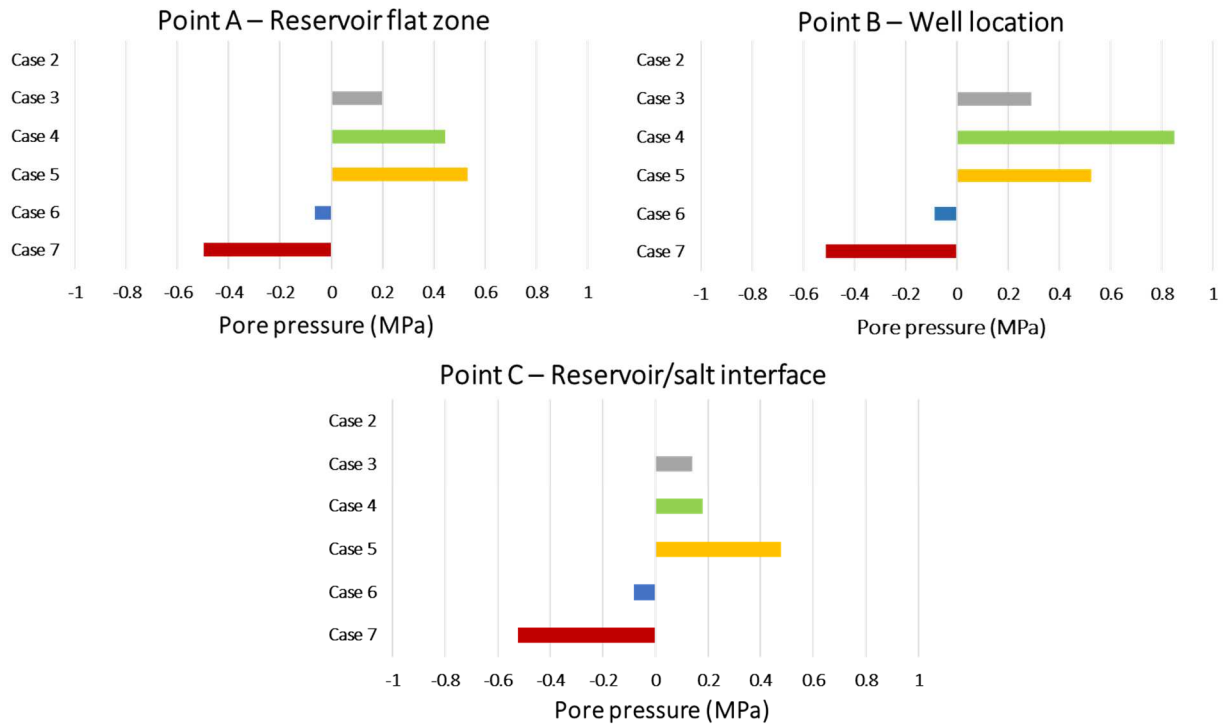 Point A – Reservoir flat zone
Case 2
Case 3
Case 4
Case 5
Case 6
Case 7
-1 -0.8 -0.6 -0.4 -0.2 0 0.2 0.4 0.6 0.8 1
Pore pressure (MPa)
Point B – Well location
Case 2
Case 3
Case 4
Case 5
Case 6
Case 7
-1 -0.8 -0.6 -0.4 -0.2 0 0.2 0.4 0.6 0.8 1
Pore pressure (MPa)
Point C – Reservoir/salt interface
Case 2
Case 3
Case 4
Case 5
Case 6
Case 7
-1 -0.8 -0.6 -0.4 -0.2 0 0.2 0.4 0.6 0.8 1
Pore pressure (MPa)